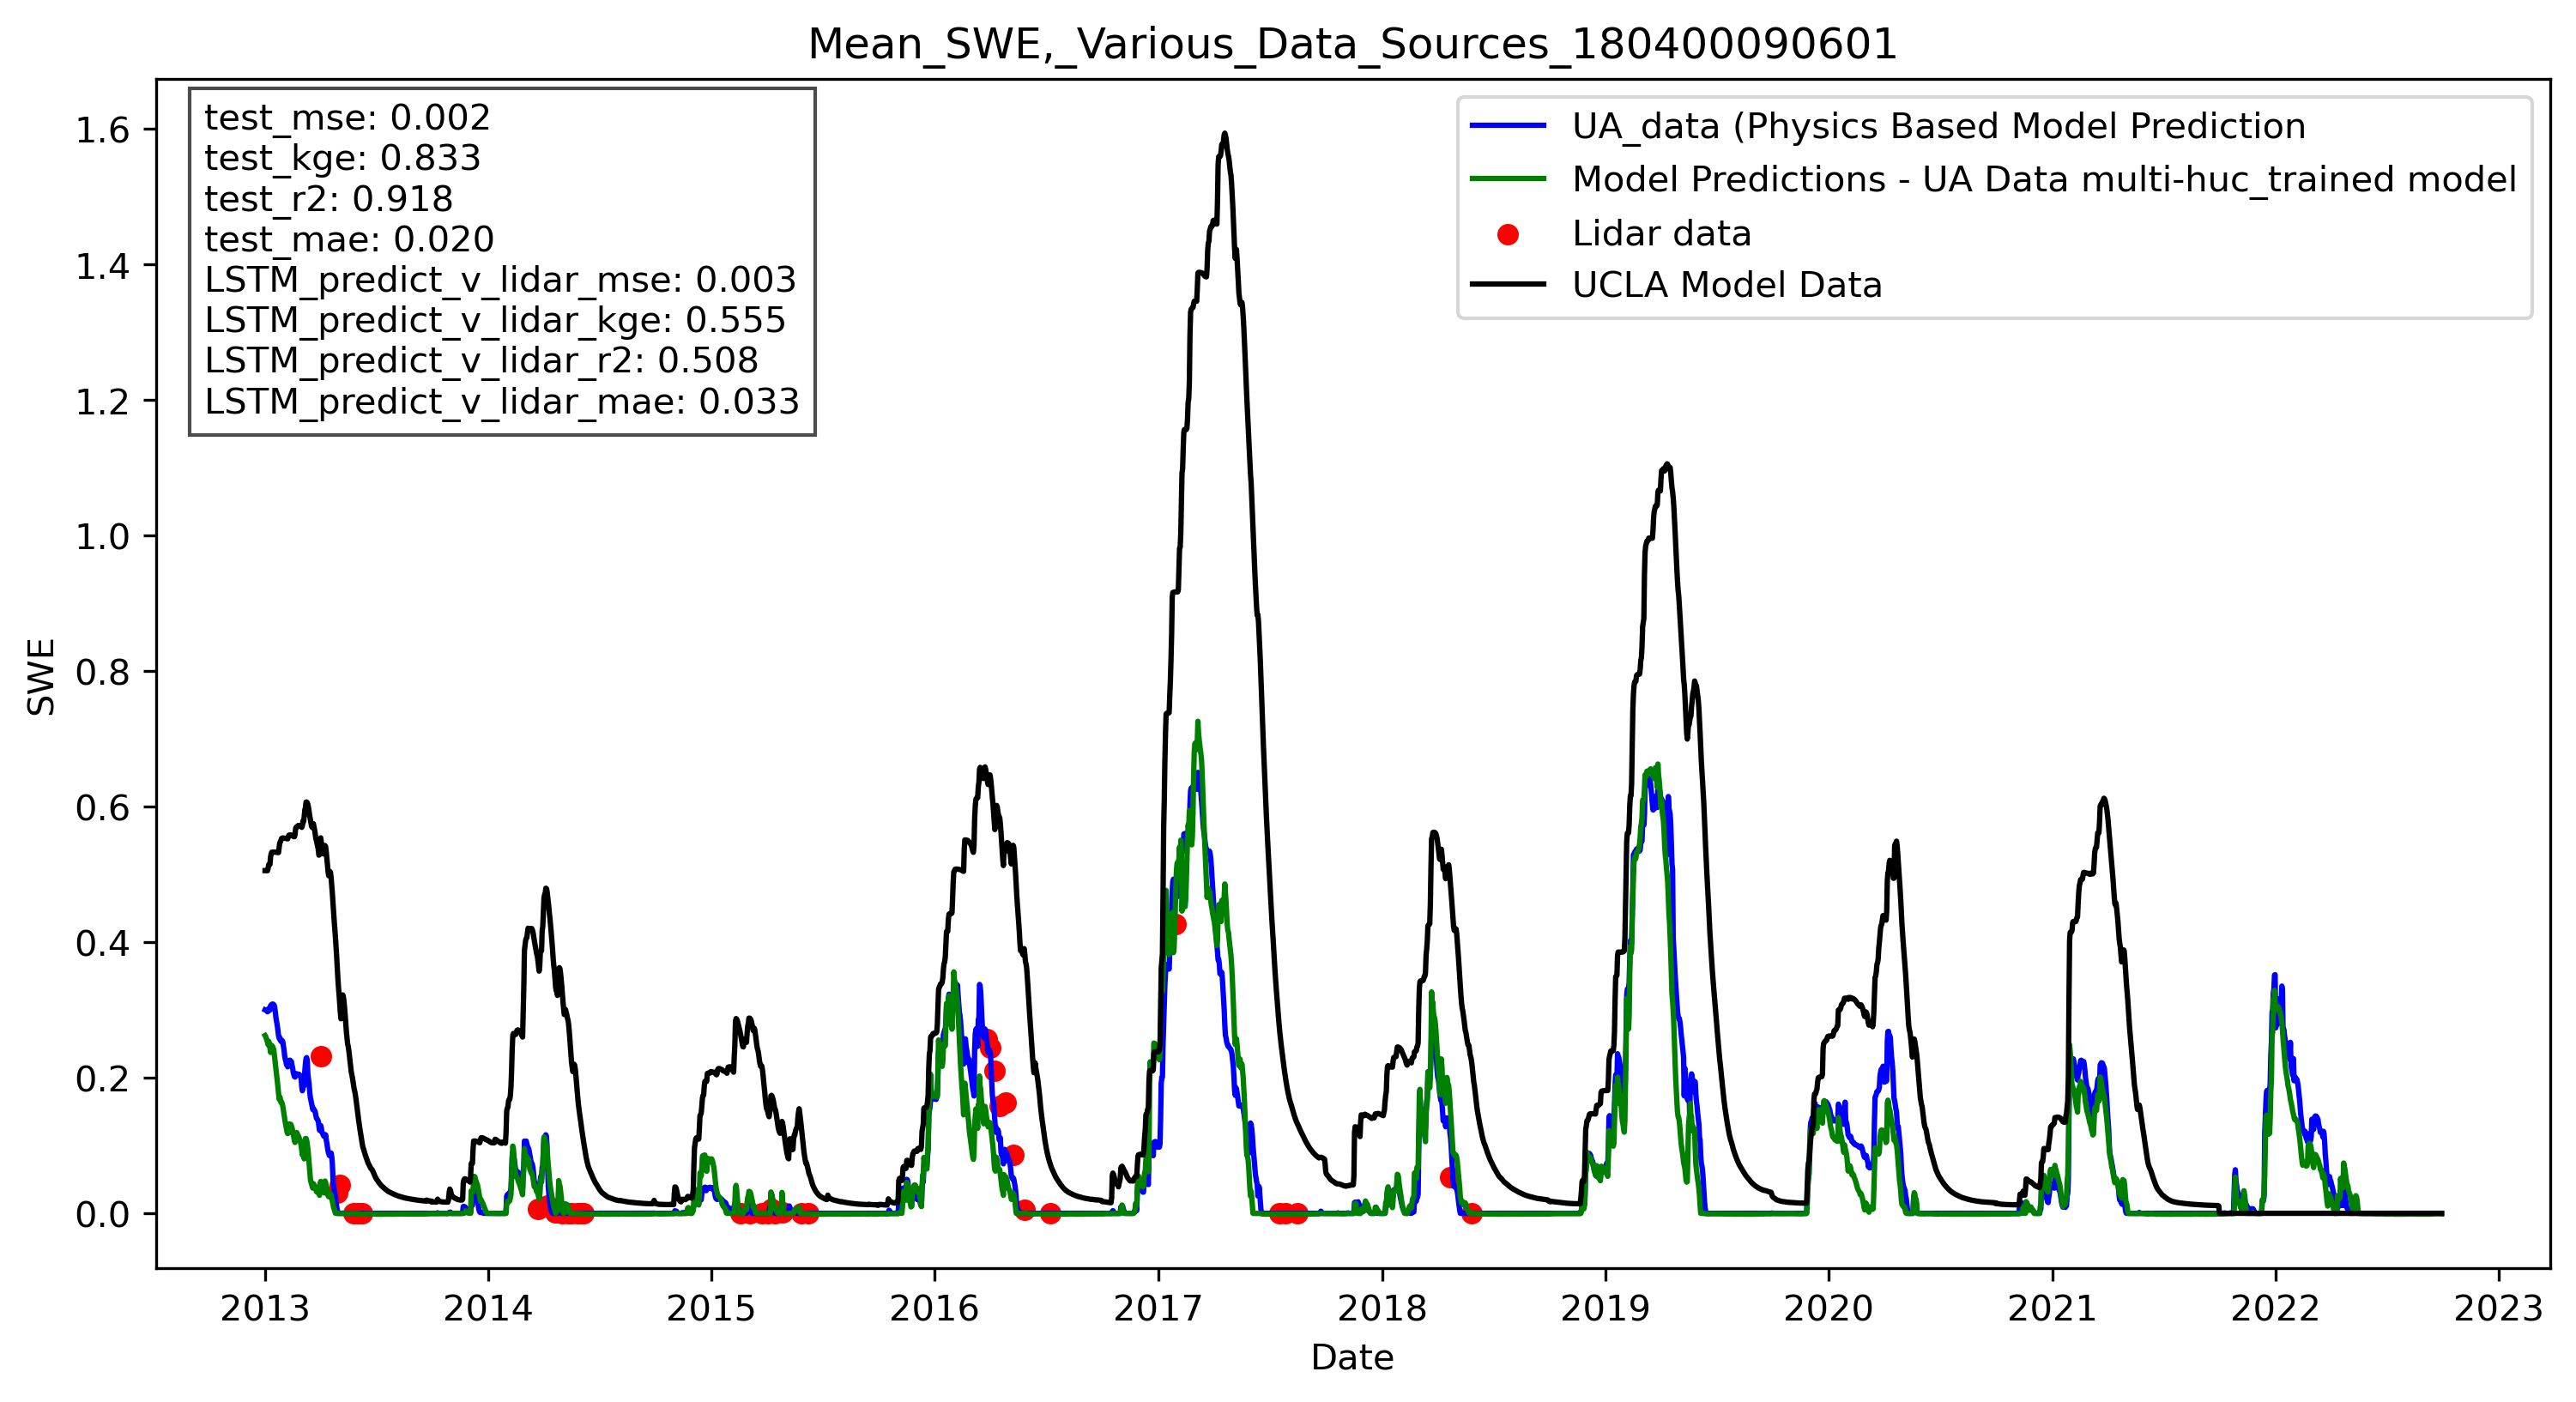 Mean_SWE,_Various_Data_Sources_180400090601
test_mse: 0.002
test_kge: 0.833
test_r2: 0.918
test_mae: 0.020
LSTM_predict_v_lidar_mse: 0.003
LSTM_predict_v_lidar_kge: 0.555
LSTM_predict_v_lidar_r2: 0.508
LSTM_predict_v_lidar_mae: 0.033
UA_data (Physics Based Model Prediction
Model Predictions - UA Data multi-huc_trained model
Lidar data
UCLA Model Data
1.6
1.4
1.2
1.0
0.8
0.6
0.4
0.2
0.0
SWE
2013 2014 2015 2016 2017 2018 2019 2020 2021 2022 2023
Date